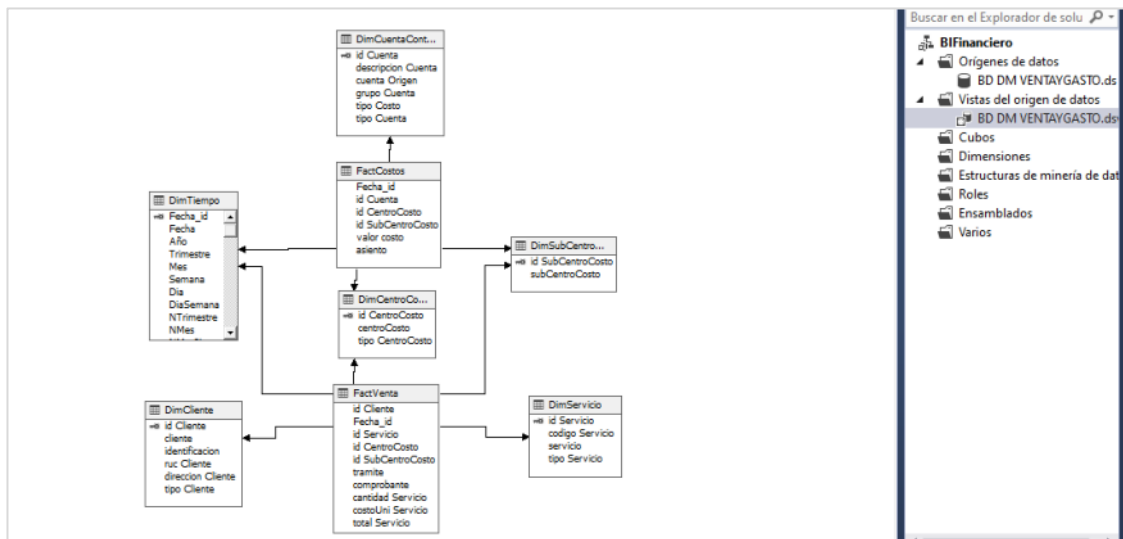 DimCuentaCont...
id Cuenta
descripcion Cuenta
cuenta Origen
grupo Cuenta
tipo Costo
tipo Cuenta
FactCostos
Fecha_id
id Cuenta
id CentroCosto
id SubCentroCosto
valor costo
asiento
DimTiempo
Fecha_id
Fecha
Año
Trimestre
Mes
Semana
Dia
DiaSemana
NTrimestre
NMes
DimSubCentro...
id SubCentroCosto
subCentroCosto
DimCentroCo...
id CentroCosto
centroCosto
tipo CentroCosto
FactVenta
id Cliente
Fecha_id
id Servicio
id CentroCosto
id SubCentroCosto
tramite
comprobante
cantidad Servicio
costoUni Servicio
total Servicio
DimCliente
id Cliente
cliente
identificacion
ruc Cliente
direccion Cliente
tipo Cliente
DimServicio
id Servicio
codigo Servicio
servicio
tipo Servicio
Buscar en el Explorador de solu
BIFinanciero
Orígenes de datos
BD DM VENTAYGASTO.ds
Vistas del origen de datos
BD DM VENTAYGASTO.dsv
Cubos
Dimensiones
Estructuras de minería de dat
Roles
Ensamblados
Varios